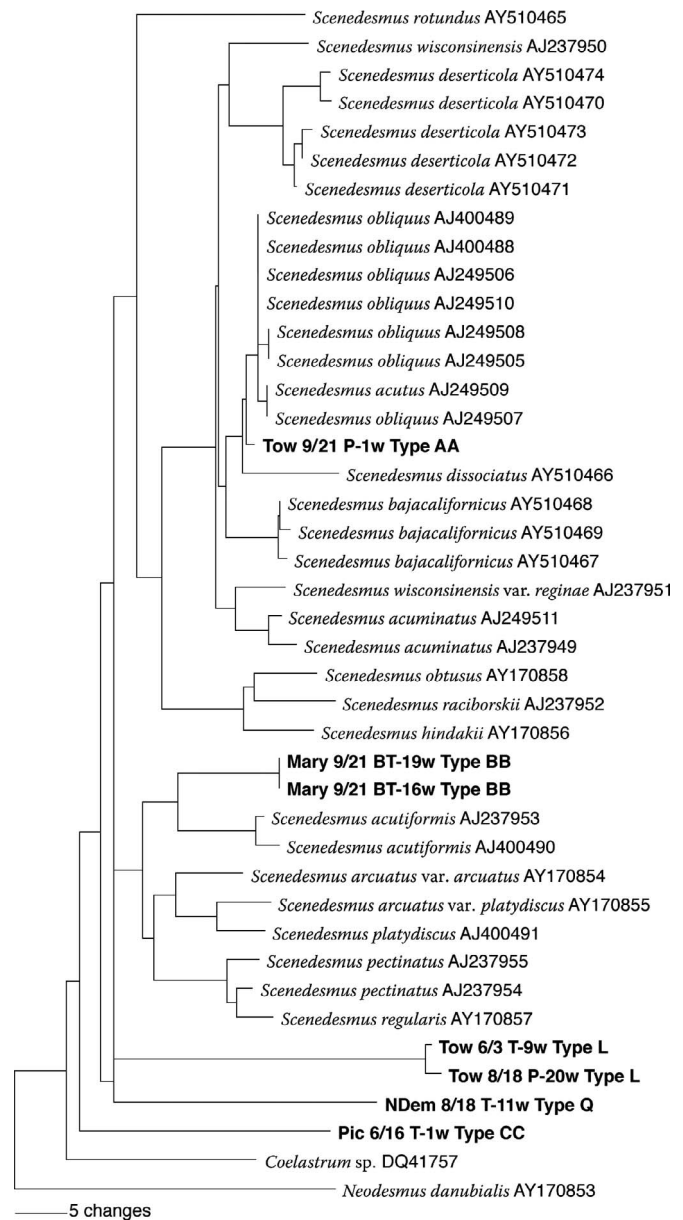 Scenedesmus rotundus AY510465
Scenedesmus wisconsinensis AJ237950
Scenedesmus deserticola AY510474
Scenedesmus deserticola AY510470
Scenedesmus deserticola AY510473
Scenedesmus deserticola AY510472
Scenedesmus deserticola AY510471
Scenedesmus obliquus AJ400489
Scenedesmus obliquus AJ400488
Scenedesmus obliquus AJ249506
Scenedesmus obliquus AJ249510
Scenedesmus obliquus AJ249508
Scenedesmus obliquus AJ249505
Scenedesmus acutus AJ249509
Scenedesmus obliquus AJ249507
Tow 9/21 P-1w Type AA
Scenedesmus dissociatus AY510466
Scenedesmus bajacalifornicus AY510468
Scenedesmus bajacalifornicus AY510469
Scenedesmus bajacalifornicus AY510467
Scenedesmus wisconsinensis var. reginae AJ237951
Scenedesmus acuminatus AJ249511
Scenedesmus acuminatus AJ237949
Scenedesmus obtusus AY170858
Scenedesmus raciborskii AJ237952
Scenedesmus hindakii AY170856
Mary 9/21 BT-19w Type BB
Mary 9/21 BT-16w Type BB
Scenedesmus acutiformis AJ237953
Scenedesmus acutiformis AJ400490
Scenedesmus arcuatus var. arcuatus AY170854
Scenedesmus arcuatus var. platydiscus AY170855
Scenedesmus platydiscus AJ400491
Scenedesmus pectinatus AJ237955
Scenedesmus pectinatus AJ237954
Scenedesmus regularis AY170857
Tow 6/3 T-9w Type L
Tow 8/18 P-20w Type L
NDem 8/18 T-11w Type Q
Pic 6/16 T-1w Type CC
Coelastrum sp. DQ41757
Neodesmus danubialis AY170853
5 changes